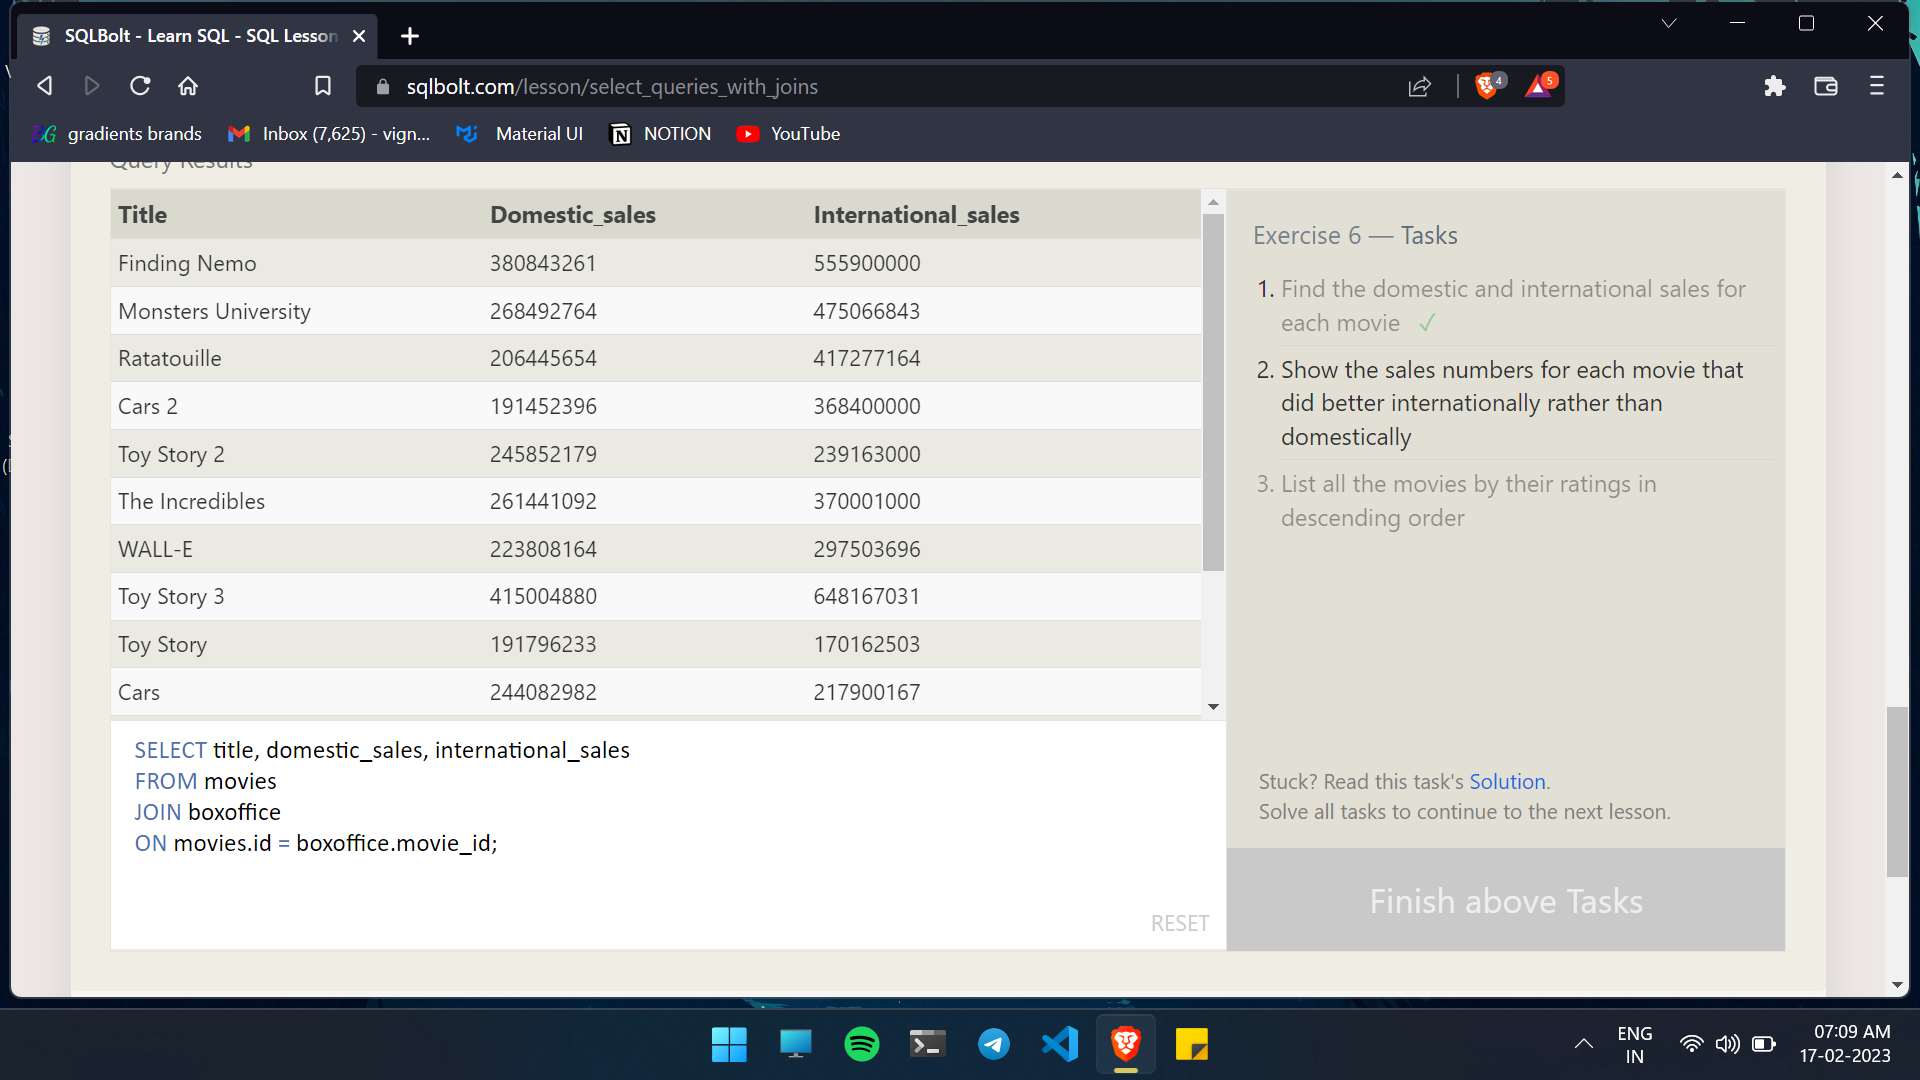 SQLBolt - Learn SQL - SQL Lesson
sqlbolt.com/lesson/select_queries_with_joins
4
5
gradients brands
Inbox (7,625) - vign...
Material UI
NOTION
YouTube
Query Results
Title Domestic_sales International_sales
Finding Nemo 380843261 555900000
Monsters University 268492764 475066843
Ratatouille 206445654 417277164
Cars 2 191452396 368400000
Toy Story 2 245852179 239163000
The Incredibles 261441092 370001000
WALL-E 223808164 297503696
Toy Story 3 415004880 648167031
Toy Story 191796233 170162503
Cars 244082982 217900167
SELECT title, domestic_sales, international_sales
FROM movies
JOIN boxoffice
ON movies.id = boxoffice.movie_id;
RESET
Exercise 6 — Tasks
1. Find the domestic and international sales for
each movie ✓
2. Show the sales numbers for each movie that
did better internationally rather than
domestically
3. List all the movies by their ratings in
descending order
Stuck? Read this task's Solution.
Solve all tasks to continue to the next lesson.
Finish above Tasks
ENG
IN
07:09 AM
17-02-2023